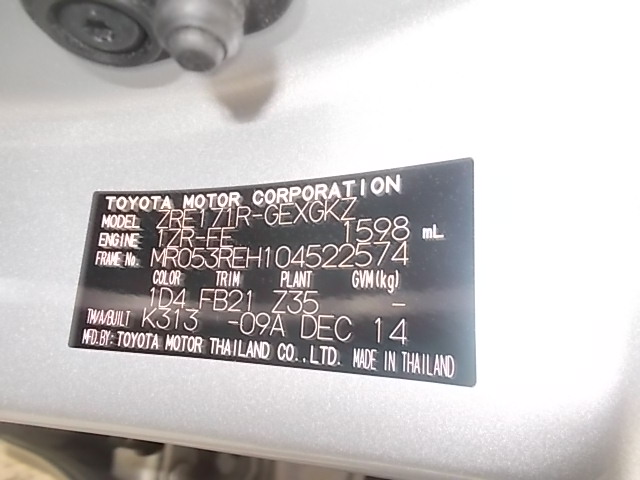 TOYOTA MOTOR CORPORATION
MODEL ZRE171R-GEXGKZ
ENGINE 1ZR-FE 1598 mL
FRAME No. MR053REH104522574
COLOR TRIM PLANT GVM(kg)
1D4 FB21 Z35 -
TM/A/BUILT K313 -09A DEC 14
MFD.BY: TOYOTA MOTOR THAILAND CO.,LTD. MADE IN THAILAND